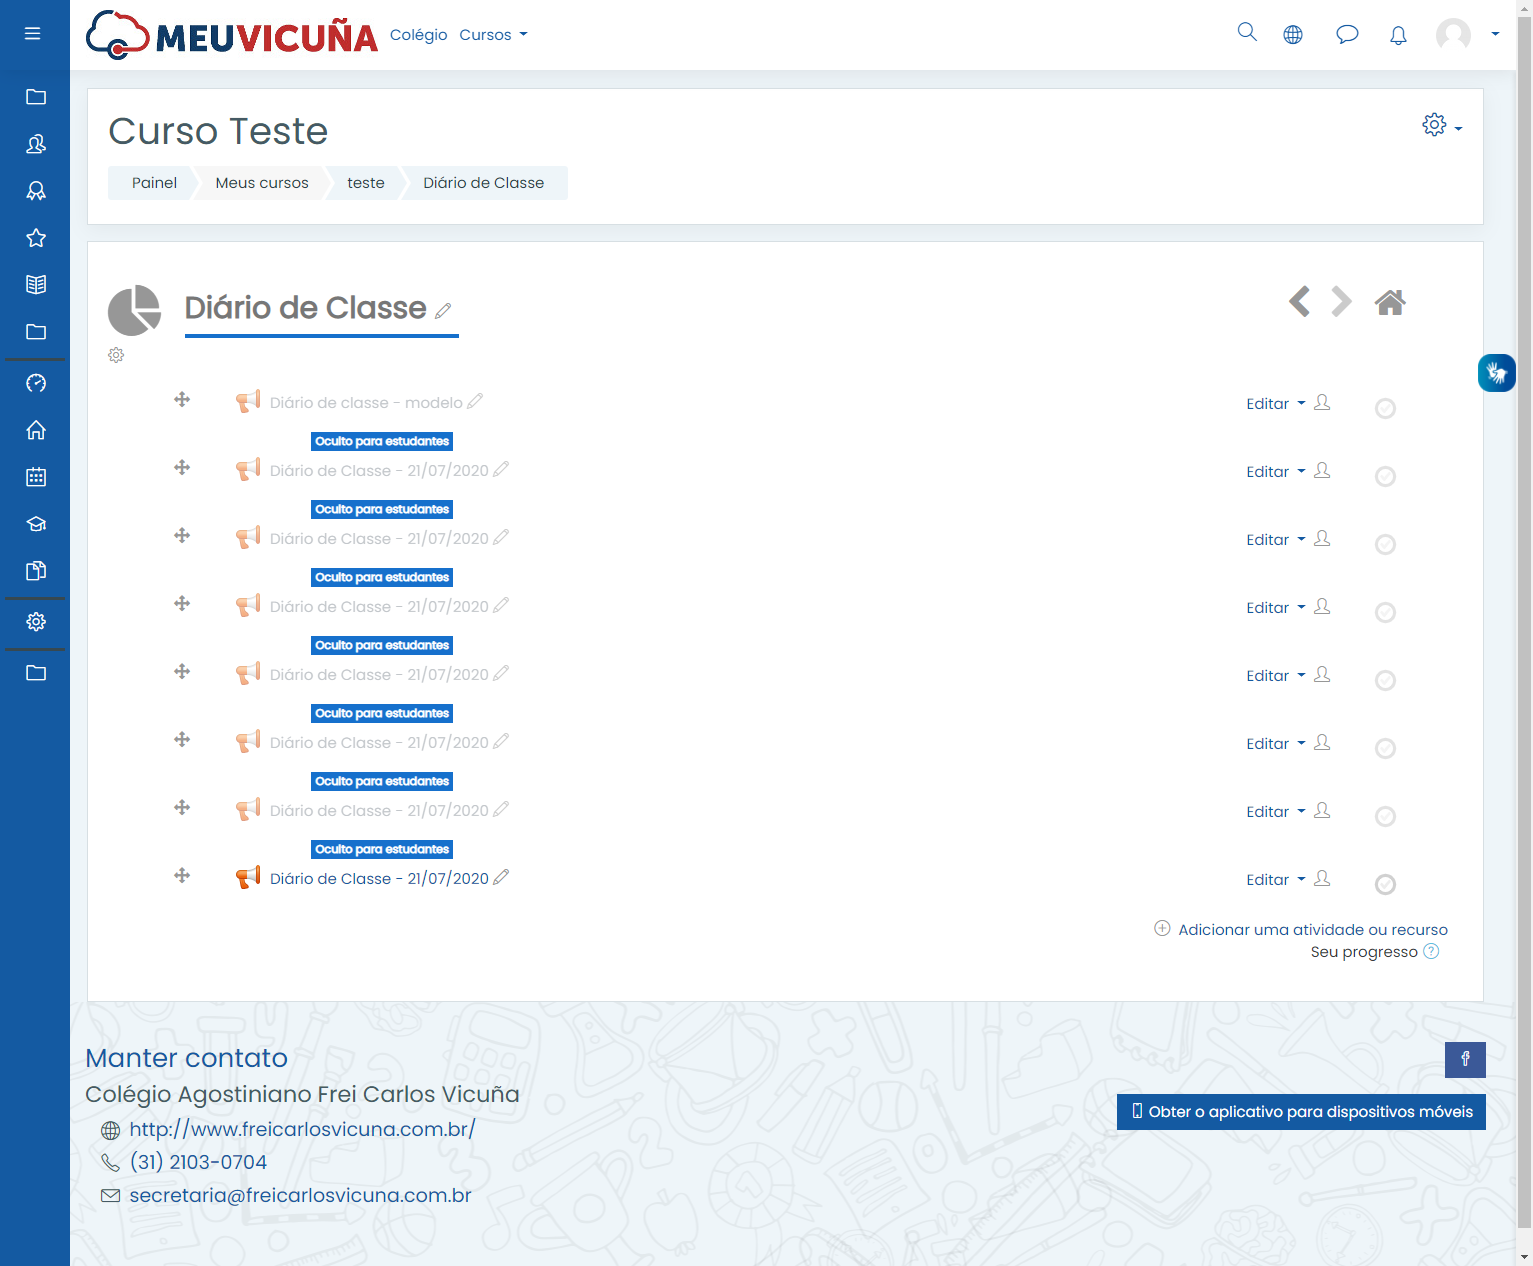 MEUVICUÑA Colégio Cursos
Curso Teste
Painel Meus cursos teste Diário de Classe
Diário de Classe
Diário de classe - modelo Editar
Oculto para estudantes
Diário de Classe - 21/07/2020 Editar
Oculto para estudantes
Diário de Classe - 21/07/2020 Editar
Oculto para estudantes
Diário de Classe - 21/07/2020 Editar
Oculto para estudantes
Diário de Classe - 21/07/2020 Editar
Oculto para estudantes
Diário de Classe - 21/07/2020 Editar
Oculto para estudantes
Diário de Classe - 21/07/2020 Editar
Oculto para estudantes
Diário de Classe - 21/07/2020 Editar
Adicionar uma atividade ou recurso
Seu progresso
Manter contato
Colégio Agostiniano Frei Carlos Vicuña
http://www.freicarlosvicuna.com.br/
(31) 2103-0704
secretaria@freicarlosvicuna.com.br
Obter o aplicativo para dispositivos móveis